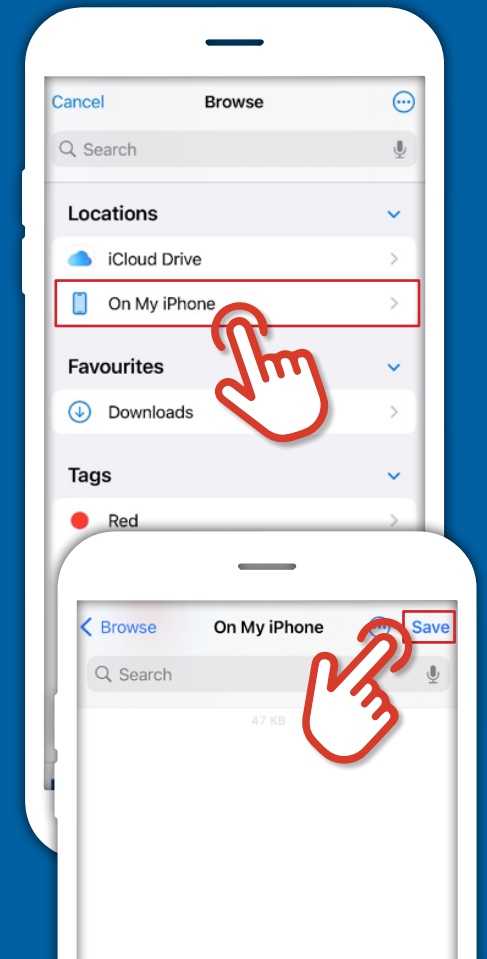 Cancel Browse
Search
Locations
iCloud Drive
On My iPhone
Favourites
Downloads
Tags
Red
Browse On My iPhone Save
Search
47 KB